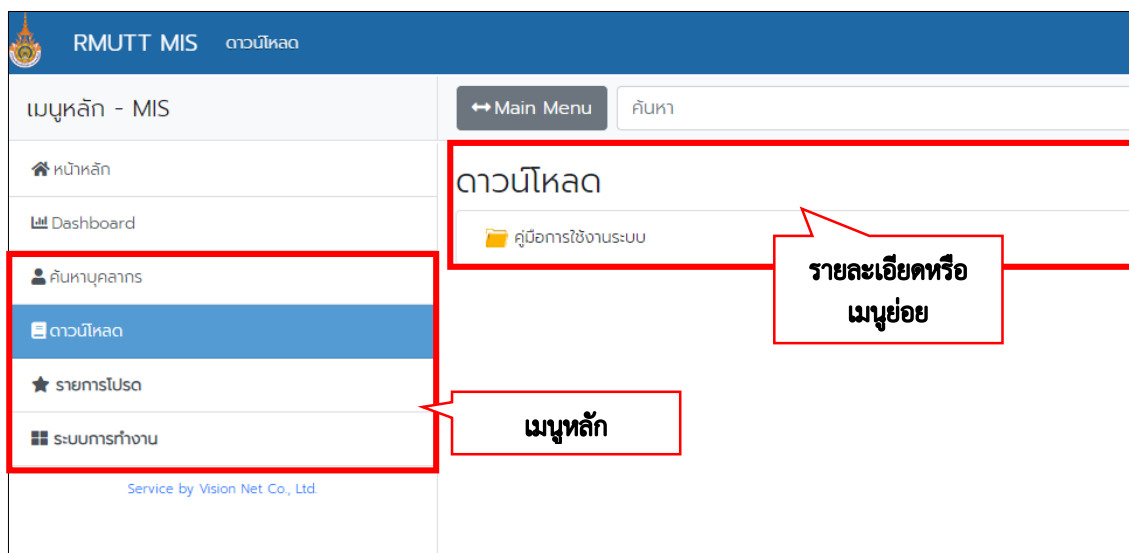 RMUTT MIS ดาวน์โหลด
เมนูหลัก - MIS
Main Menu
ค้นหา
หน้าหลัก
Dashboard
ค้นหาบุคลากร
ดาวน์โหลด
รายการโปรด
ระบบการทำงาน
Service by Vision Net Co., Ltd.
ดาวน์โหลด
คู่มือการใช้งานระบบ
รายละเอียดหรือ
เมนูย่อย
เมนูหลัก